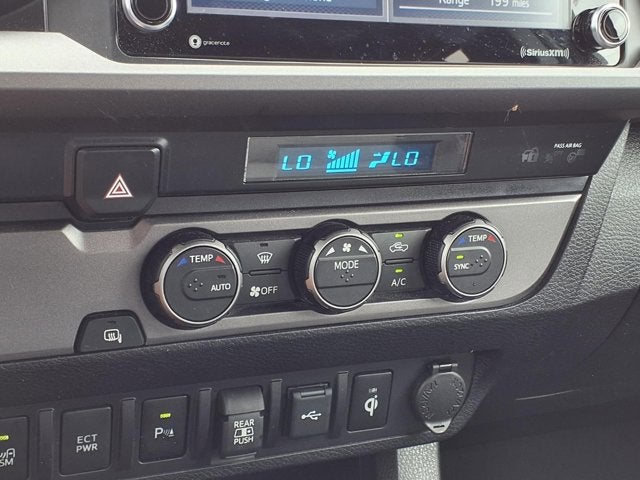 Range 199 miles
gracenote
SiriusXM
PASS AIR BAG
LO LO
TEMP
AUTO
OFF
MODE
A/C
TEMP
SYNC
ECT
PWR
P
REAR
PUSH